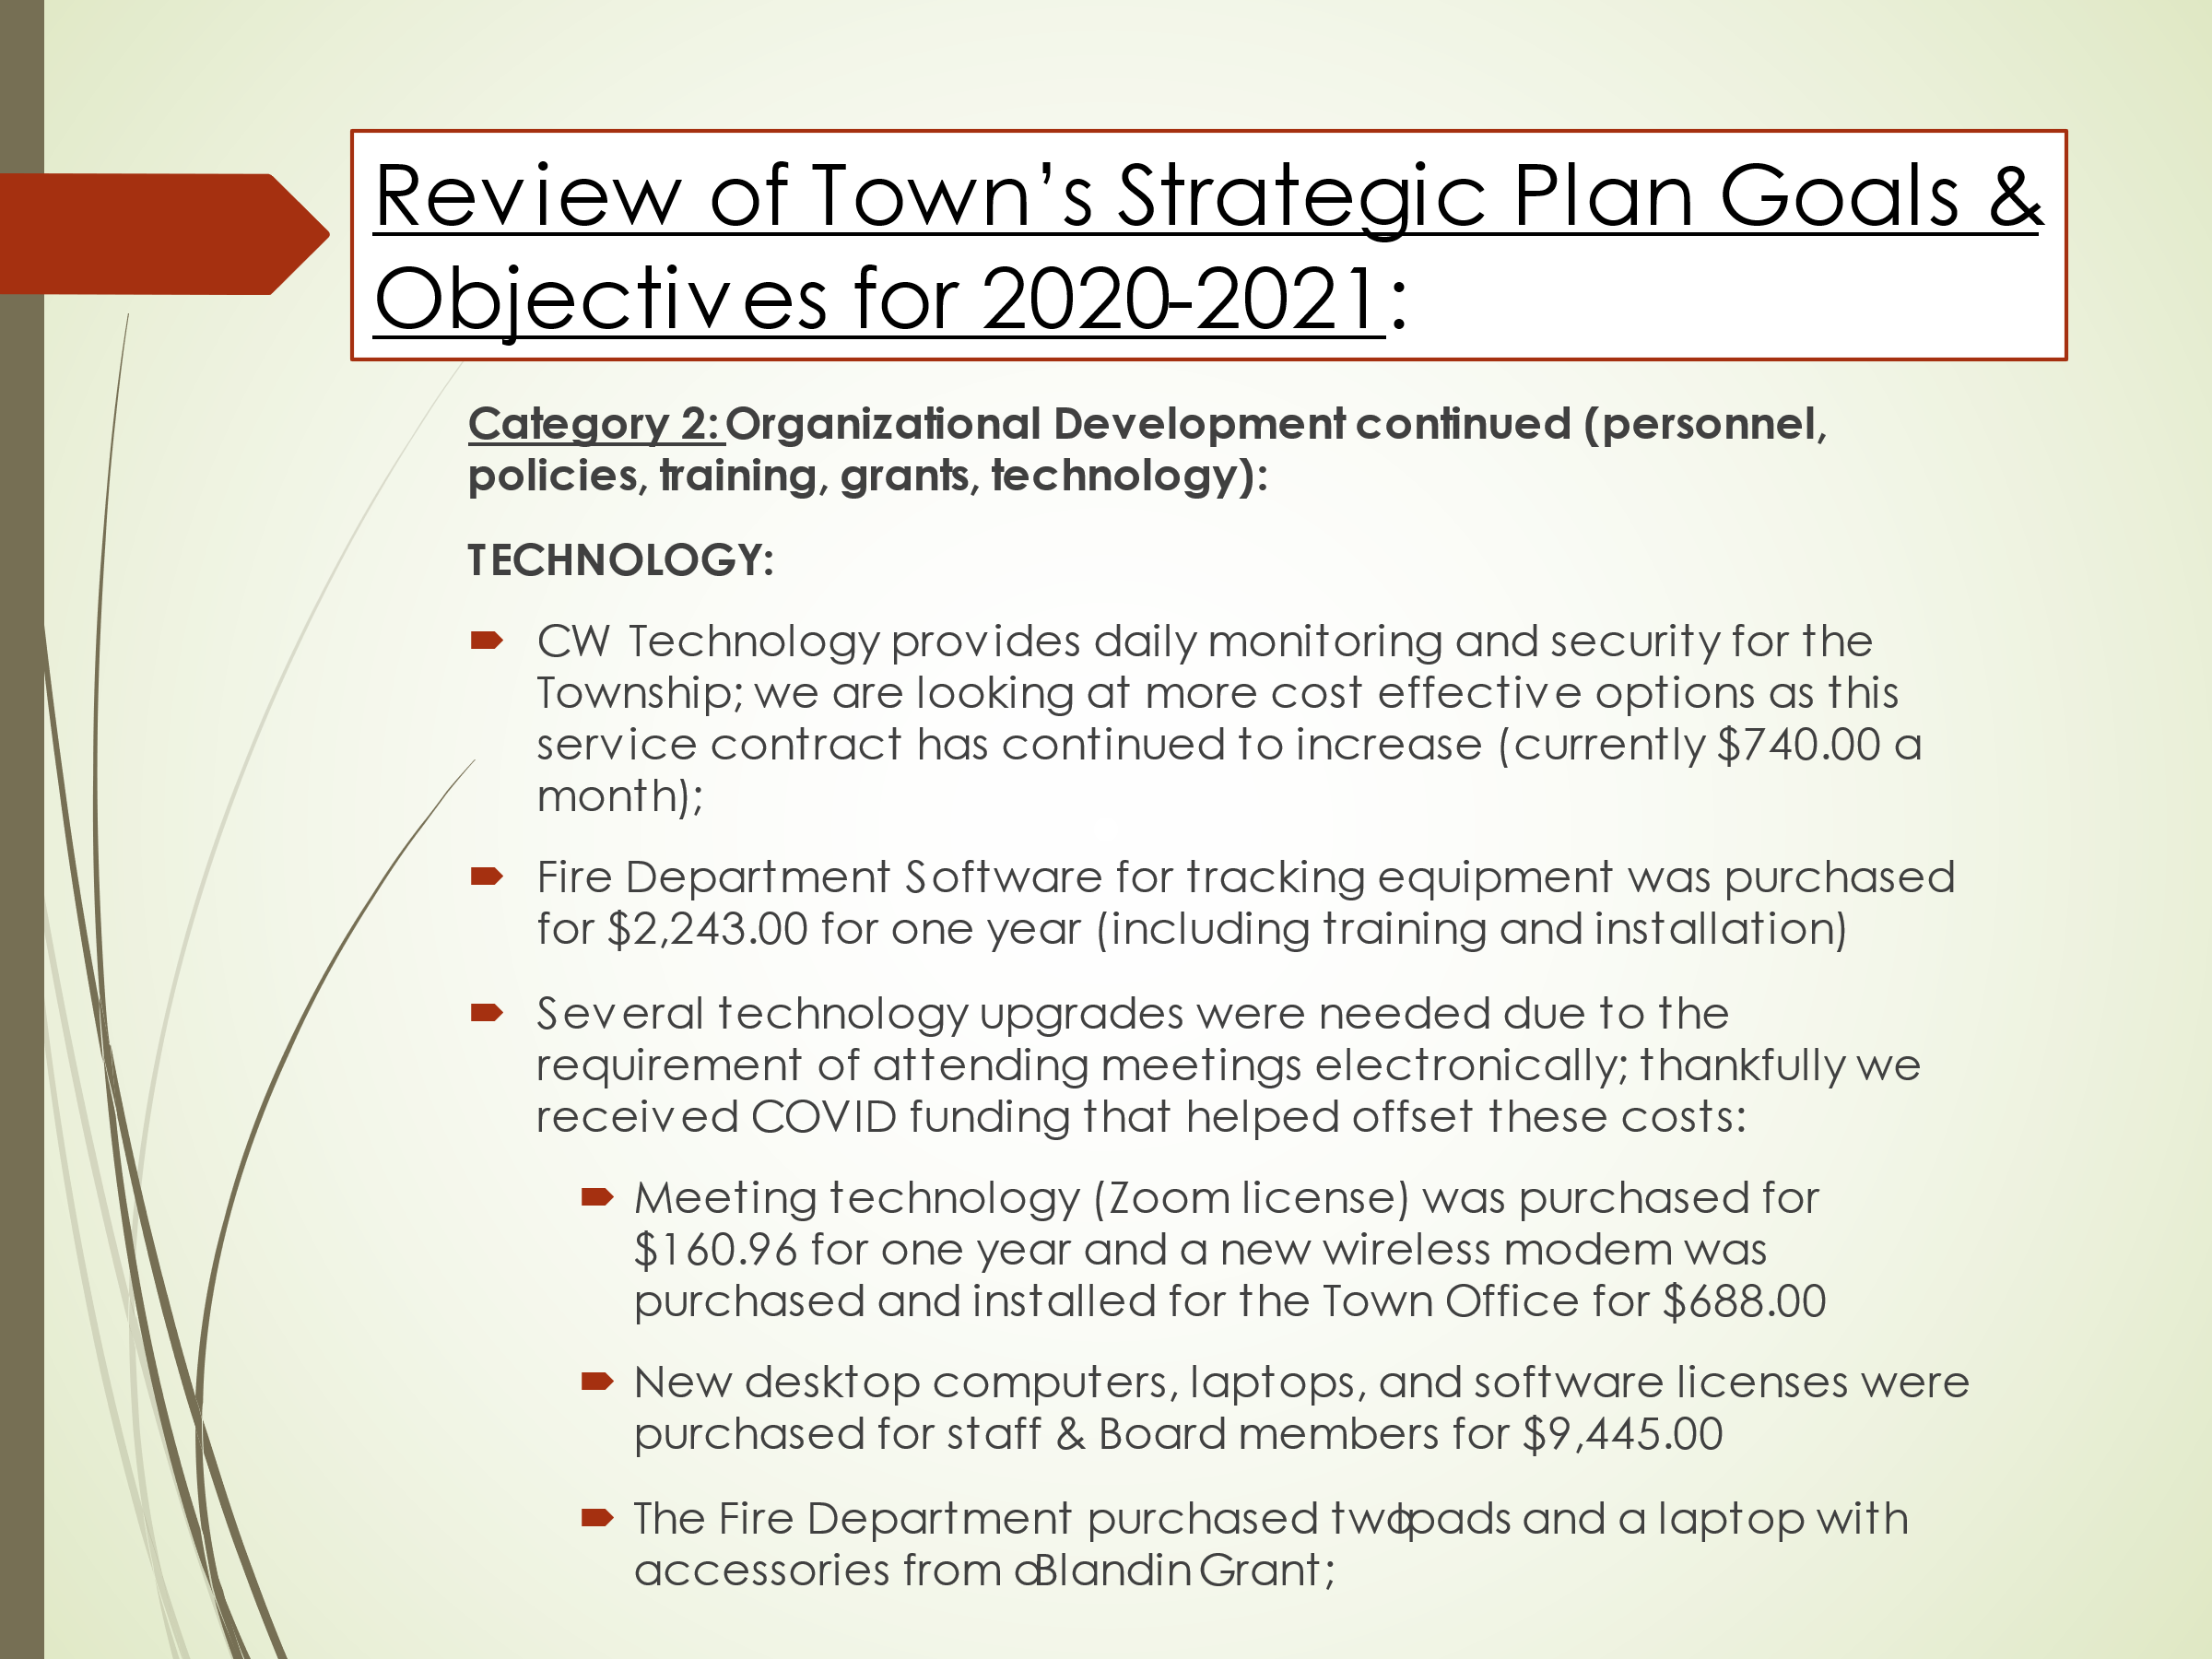 Review of Town’s Strategic Plan Goals &
Objectives for 2020-2021:
Category 2: Organizational Development continued (personnel,
policies, training, grants, technology):
TECHNOLOGY:
CW Technology provides daily monitoring and security for the
Township; we are looking at more cost effective options as this
service contract has continued to increase (currently $740.00 a
month);
Fire Department Software for tracking equipment was purchased
for $2,243.00 for one year (including training and installation)
Several technology upgrades were needed due to the
requirement of attending meetings electronically; thankfully we
received COVID funding that helped offset these costs:
Meeting technology (Zoom license) was purchased for
$160.96 for one year and a new wireless modem was
purchased and installed for the Town Office for $688.00
New desktop computers, laptops, and software licenses were
purchased for staff & Board members for $9,445.00
The Fire Department purchased two Ipads and a laptop with
accessories from a Blandin Grant;